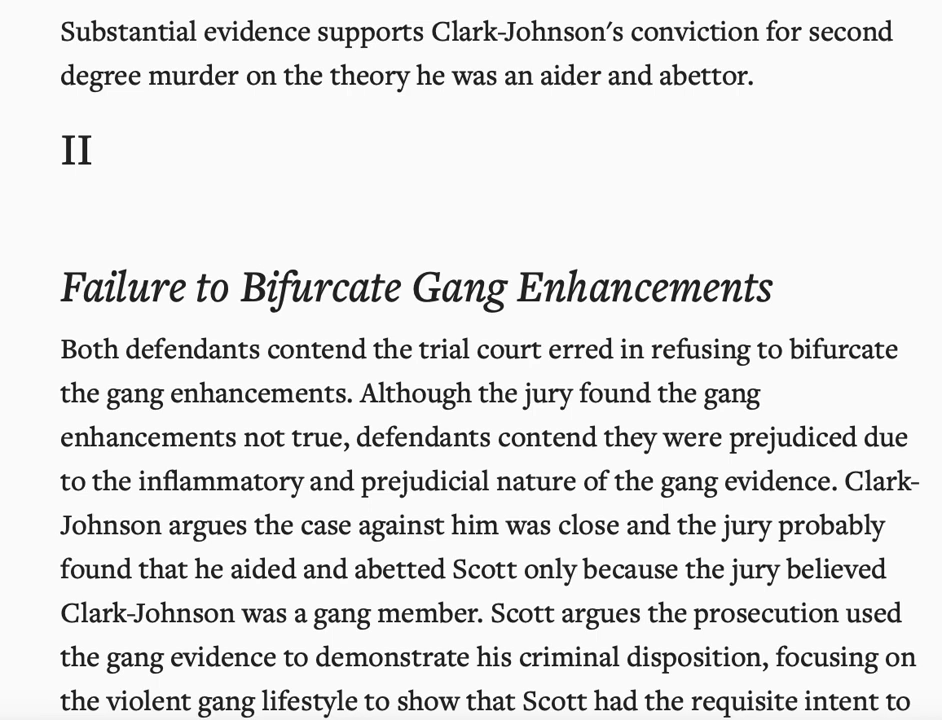 Substantial evidence supports Clark-Johnson's conviction for second
degree murder on the theory he was an aider and abettor.
II
Failure to Bifurcate Gang Enhancements
Both defendants contend the trial court erred in refusing to bifurcate
the gang enhancements. Although the jury found the gang
enhancements not true, defendants contend they were prejudiced due
to the inflammatory and prejudicial nature of the gang evidence. Clark-
Johnson argues the case against him was close and the jury probably
found that he aided and abetted Scott only because the jury believed
Clark-Johnson was a gang member. Scott argues the prosecution used
the gang evidence to demonstrate his criminal disposition, focusing on
the violent gang lifestyle to show that Scott had the requisite intent to